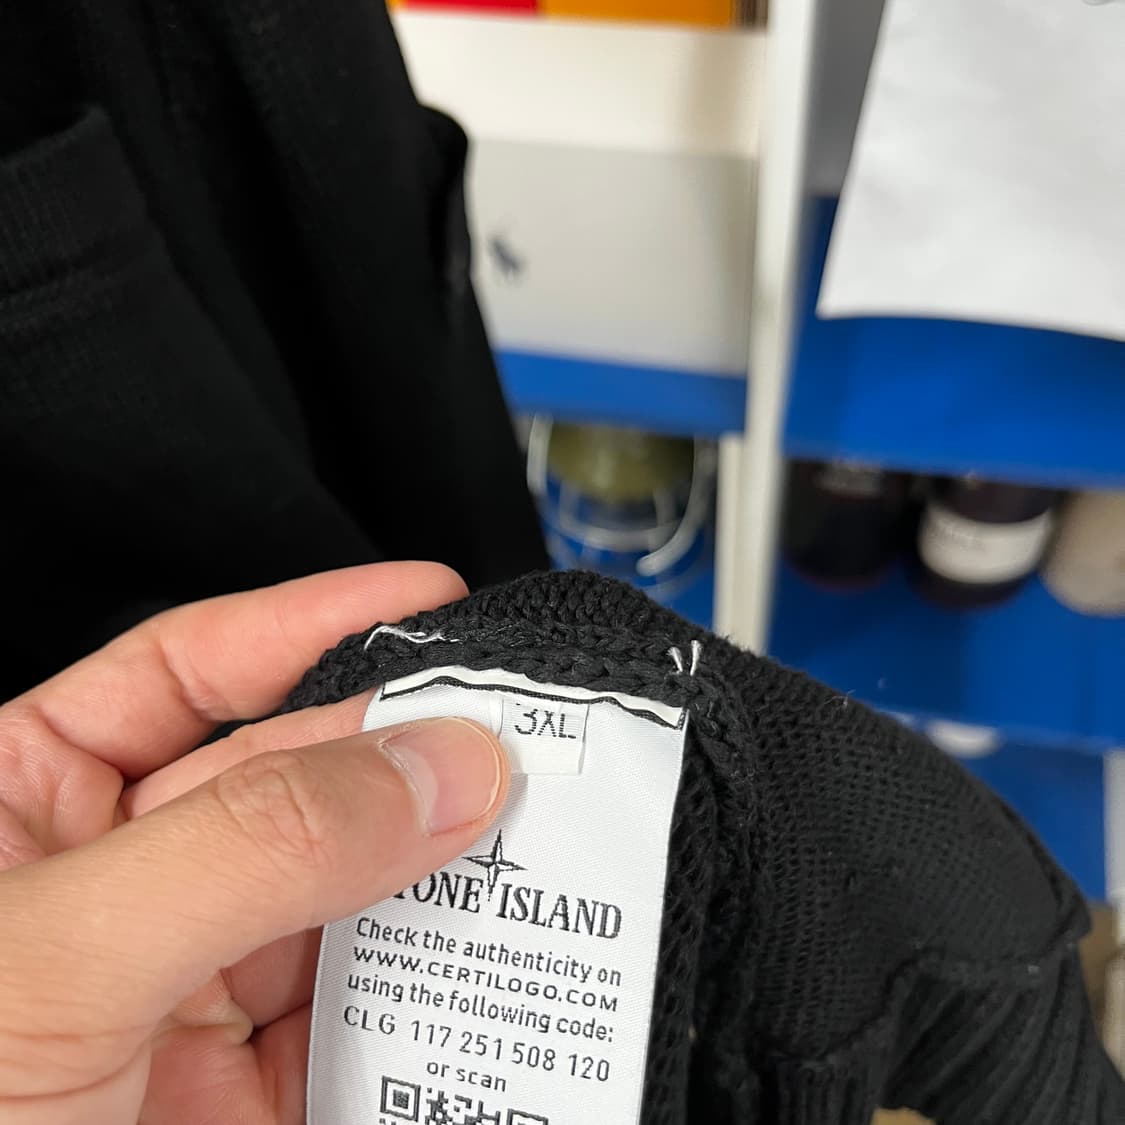 3XL
STONE ISLAND
Check the authenticity on
WWW.CERTILOGO.COM
using the following code:
CLG 117 251 508 120
or scan